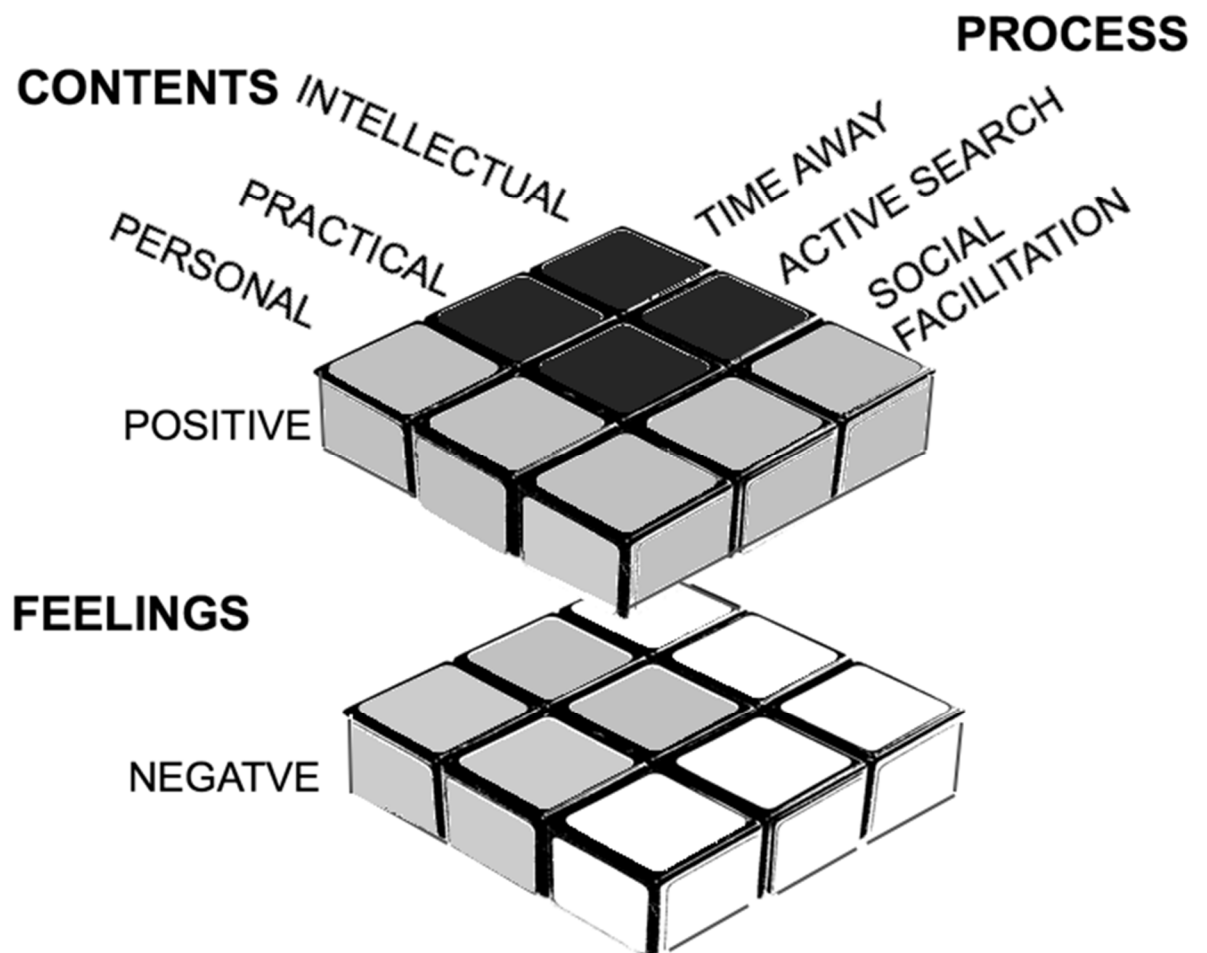 PROCESS
CONTENTS
INTELLECTUAL
PRACTICAL
PERSONAL
TIME AWAY
ACTIVE SEARCH
SOCIAL
FACILITATION
POSITIVE
FEELINGS
NEGATVE